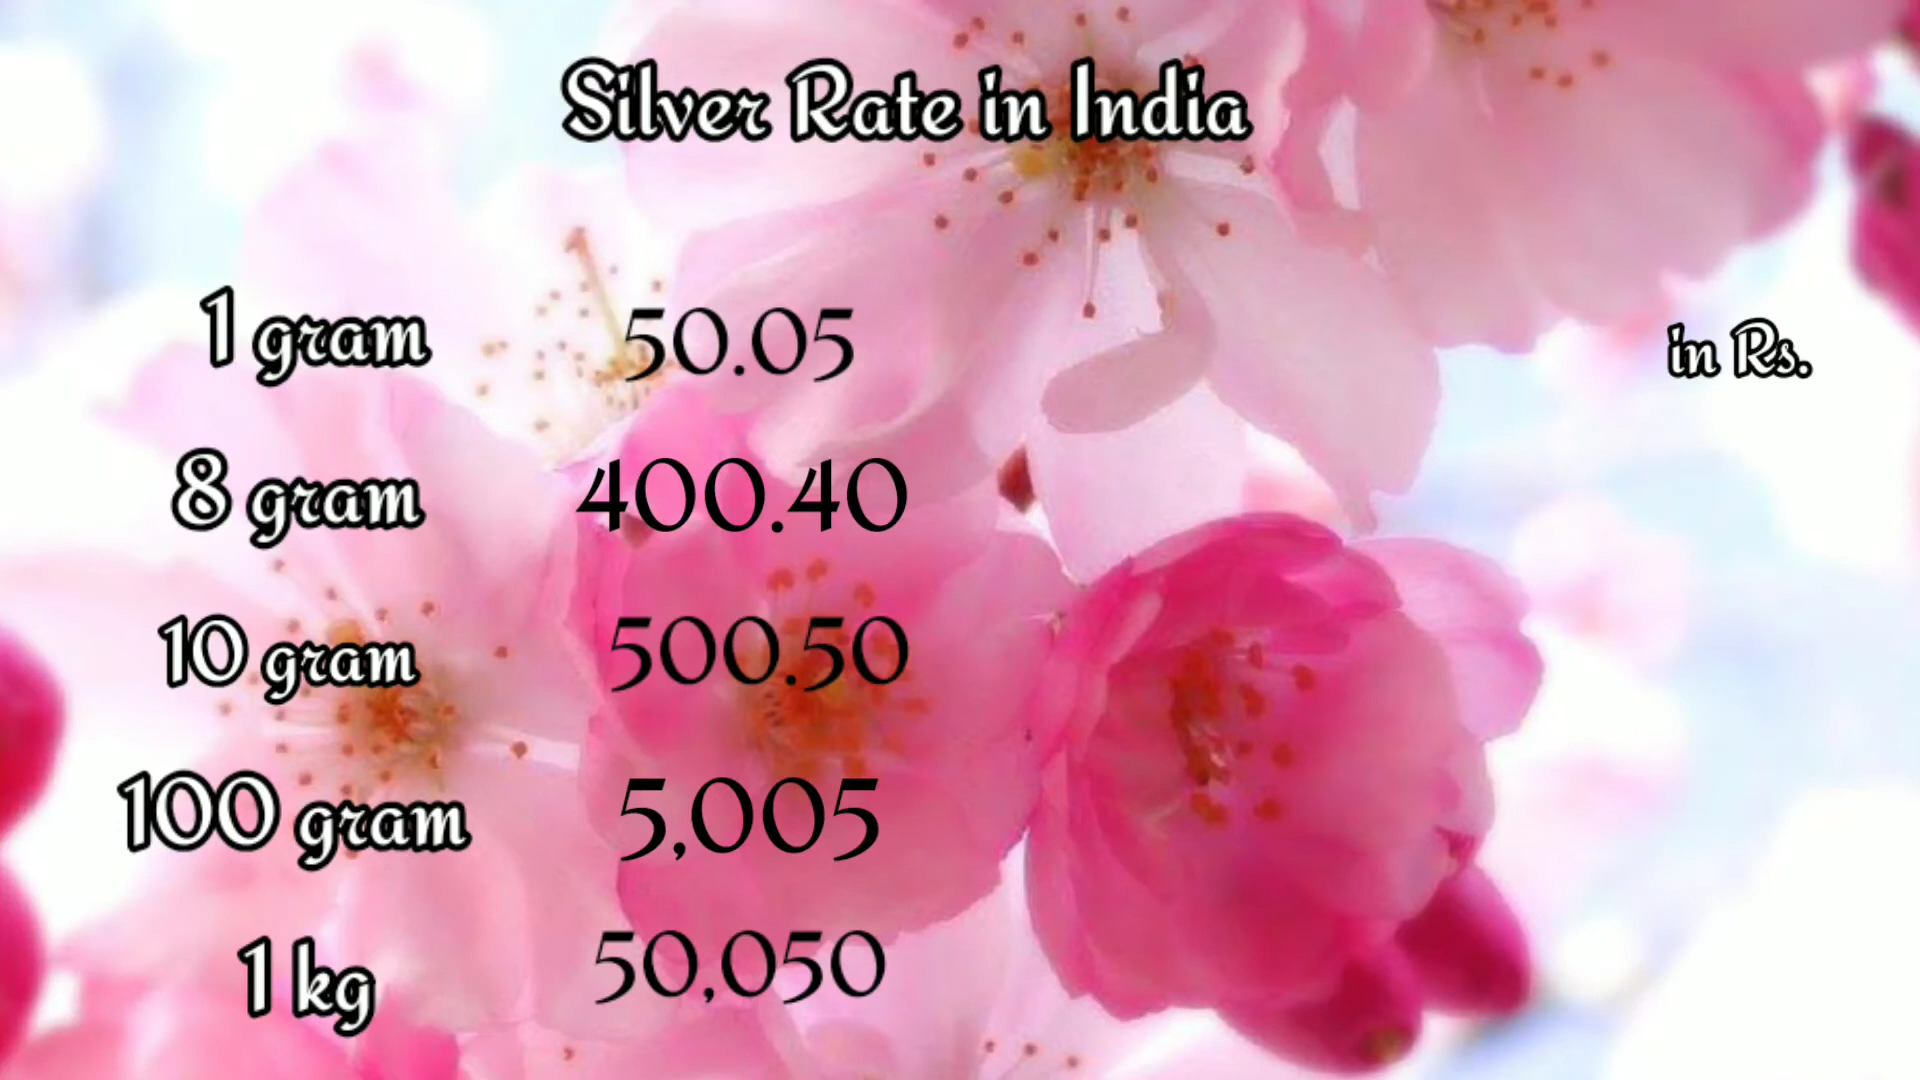 Silver Rate in India
1 gram 50.05 in Rs.
8 gram 400.40
10 gram 500.50
100 gram 5,005
1 kg 50,050